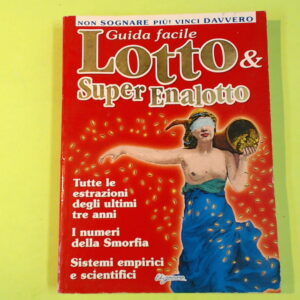 NON SOGNARE PIÙ! VINCI DAVVERO
Guida facile
Lotto &
Super Enalotto
Tutte le
estrazioni
degli ultimi
tre anni
I numeri
della Smorfia
Sistemi empirici
e scientifici